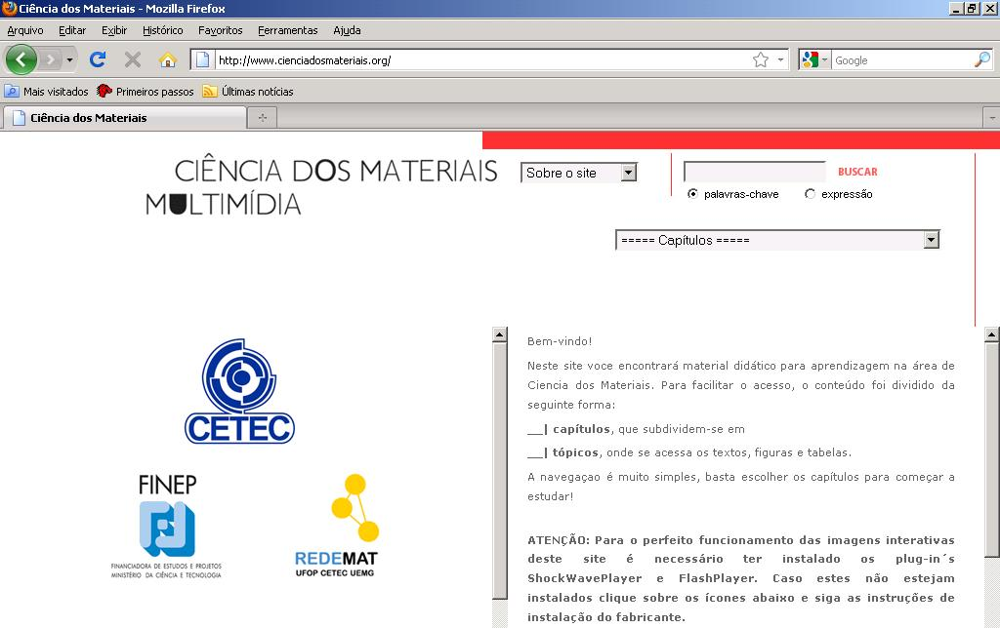 Ciência dos Materiais - Mozilla Firefox
Arquivo Editar Exibir Histórico Favoritos Ferramentas Ajuda
http://www.cienciadosmateriais.org/
Google
Mais visitados Primeiros passos Últimas notícias
Ciência dos Materiais
CIÊNCIA DOS MATERIAIS
MULTIMÍDIA
Sobre o site
BUSCAR
palavras-chave expressão
===== Capítulos =====
CETEC
FINEP
FINANCIADORA DE ESTUDOS E PROJETOS
MINISTÉRIO DA CIÊNCIA E TECNOLOGIA
REDEMAT
UFOP CETEC UEMG
Bem-vindo!
Neste site voce encontrará material didático para aprendizagem na área de
Ciencia dos Materiais. Para facilitar o acesso, o conteúdo foi dividido da
seguinte forma:
__| capítulos, que subdividem-se em
__| tópicos, onde se acessa os textos, figuras e tabelas.
A navegaçao é muito simples, basta escolher os capítulos para começar a
estudar!
ATENÇÃO: Para o perfeito funcionamento das imagens interativas
deste site é necessário ter instalado os plug-in´s
ShockWavePlayer e FlashPlayer. Caso estes não estejam
instalados clique sobre os ícones abaixo e siga as instruções de
instalação do fabricante.